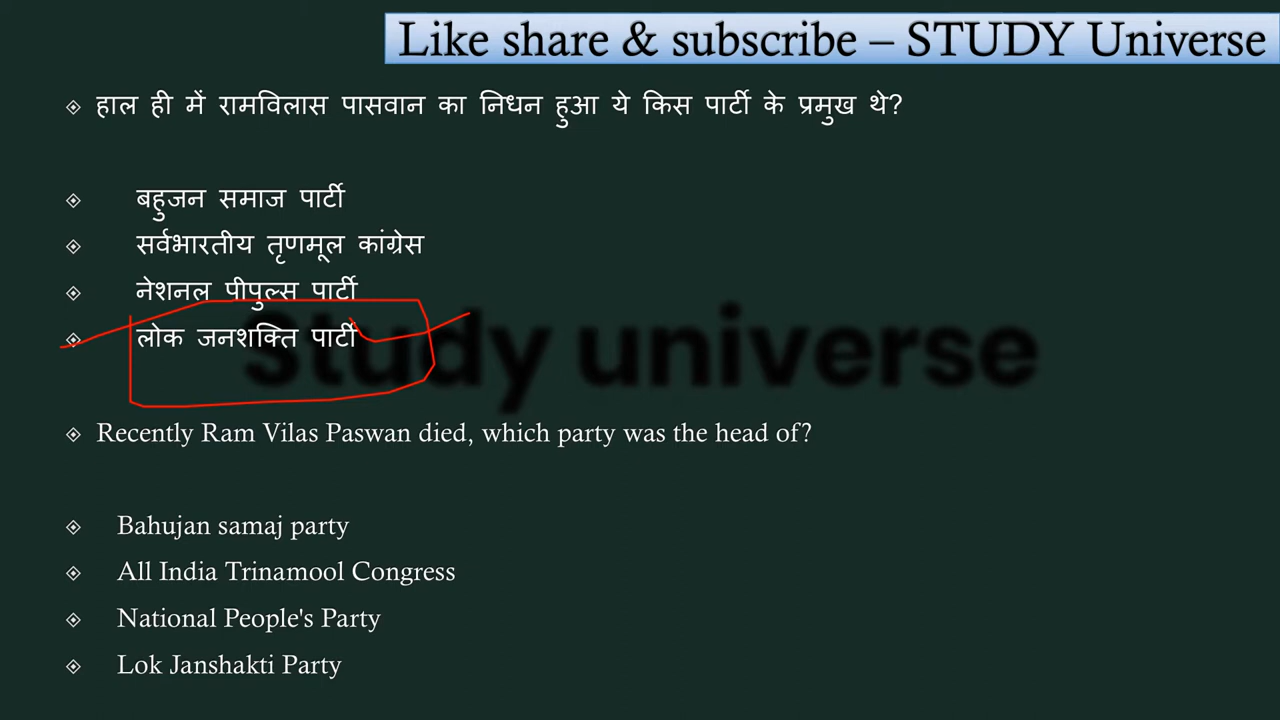 Like share & subscribe – STUDY Universe
हाल ही में रामविलास पासवान का निधन हुआ ये किस पार्टी के प्रमुख थे?
बहुजन समाज पार्टी
सर्वभारतीय तृणमूल कांग्रेस
नेशनल पीपुल्स पार्टी
लोक जनशक्ति पार्टी
Study universe
Recently Ram Vilas Paswan died, which party was the head of?
Bahujan samaj party
All India Trinamool Congress
National People's Party
Lok Janshakti Party